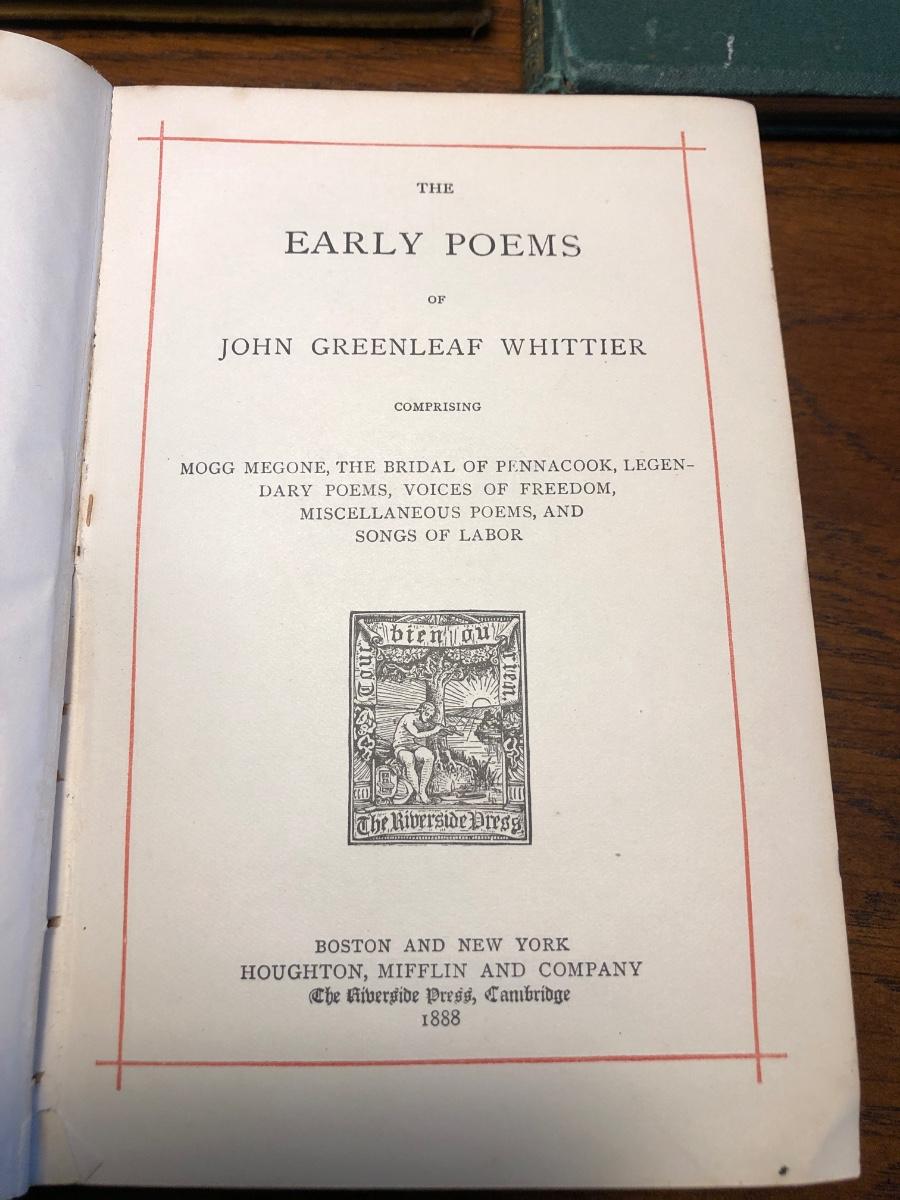 THE
EARLY POEMS
OF
JOHN GREENLEAF WHITTIER
COMPRISING
MOGG MEGONE, THE BRIDAL OF PENNACOOK, LEGEN-
DARY POEMS, VOICES OF FREEDOM,
MISCELLANEOUS POEMS, AND
SONGS OF LABOR
Tout bien ou rien.
The Riverside Press
BOSTON AND NEW YORK
HOUGHTON, MIFFLIN AND COMPANY
The Riverside Press, Cambridge
1888